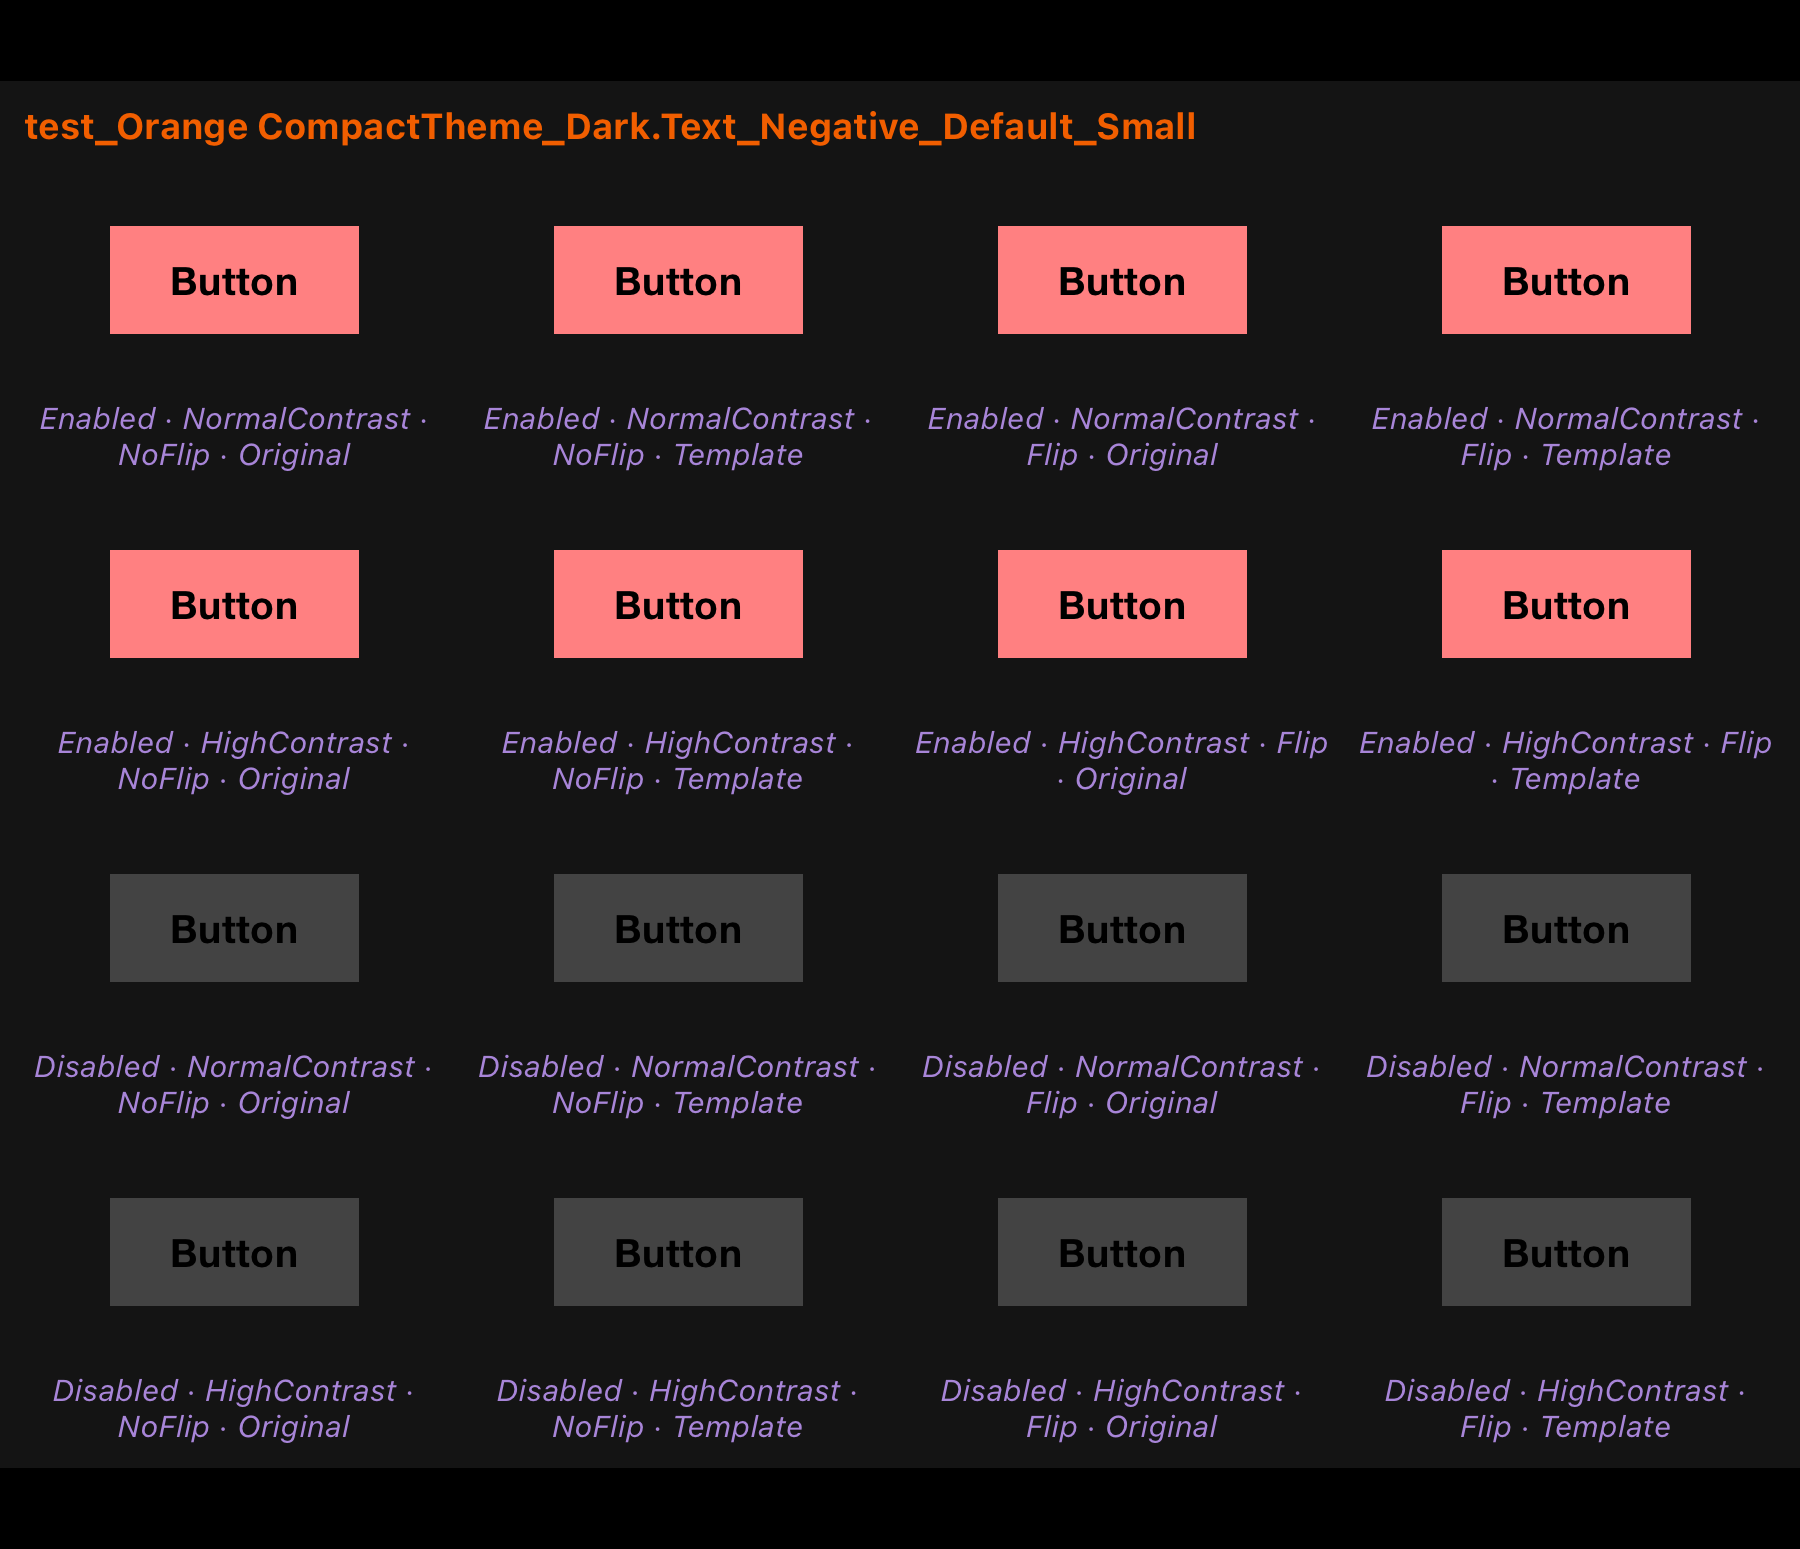 test_Orange CompactTheme_Dark.Text_Negative_Default_Small
Button Button Button Button
Enabled · NormalContrast · Enabled · NormalContrast · Enabled · NormalContrast · Enabled · NormalContrast ·
NoFlip · Original NoFlip · Template Flip · Original Flip · Template
Button Button Button Button
Enabled · HighContrast · Enabled · HighContrast · Enabled · HighContrast · Flip Enabled · HighContrast · Flip
NoFlip · Original NoFlip · Template · Original · Template
Button Button Button Button
Disabled · NormalContrast · Disabled · NormalContrast · Disabled · NormalContrast · Disabled · NormalContrast ·
NoFlip · Original NoFlip · Template Flip · Original Flip · Template
Button Button Button Button
Disabled · HighContrast · Disabled · HighContrast · Disabled · HighContrast · Disabled · HighContrast ·
NoFlip · Original NoFlip · Template Flip · Original Flip · Template